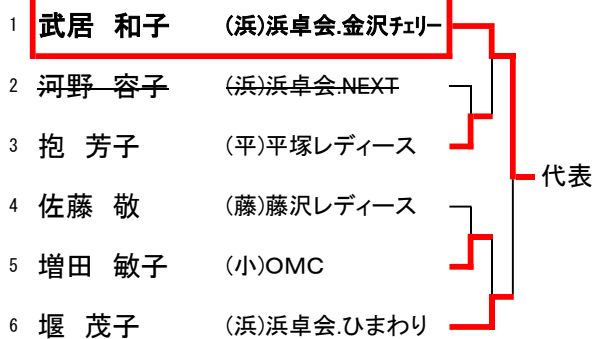 1 武居 和子 (浜)浜卓会.金沢チェリー
2 河野 容子 (浜)浜卓会.NEXT
3 抱 芳子 (平)平塚レディース
代表
4 佐藤 敬 (藤)藤沢レディース
5 増田 敏子 (小)OMC
6 堰 茂子 (浜)浜卓会.ひまわり